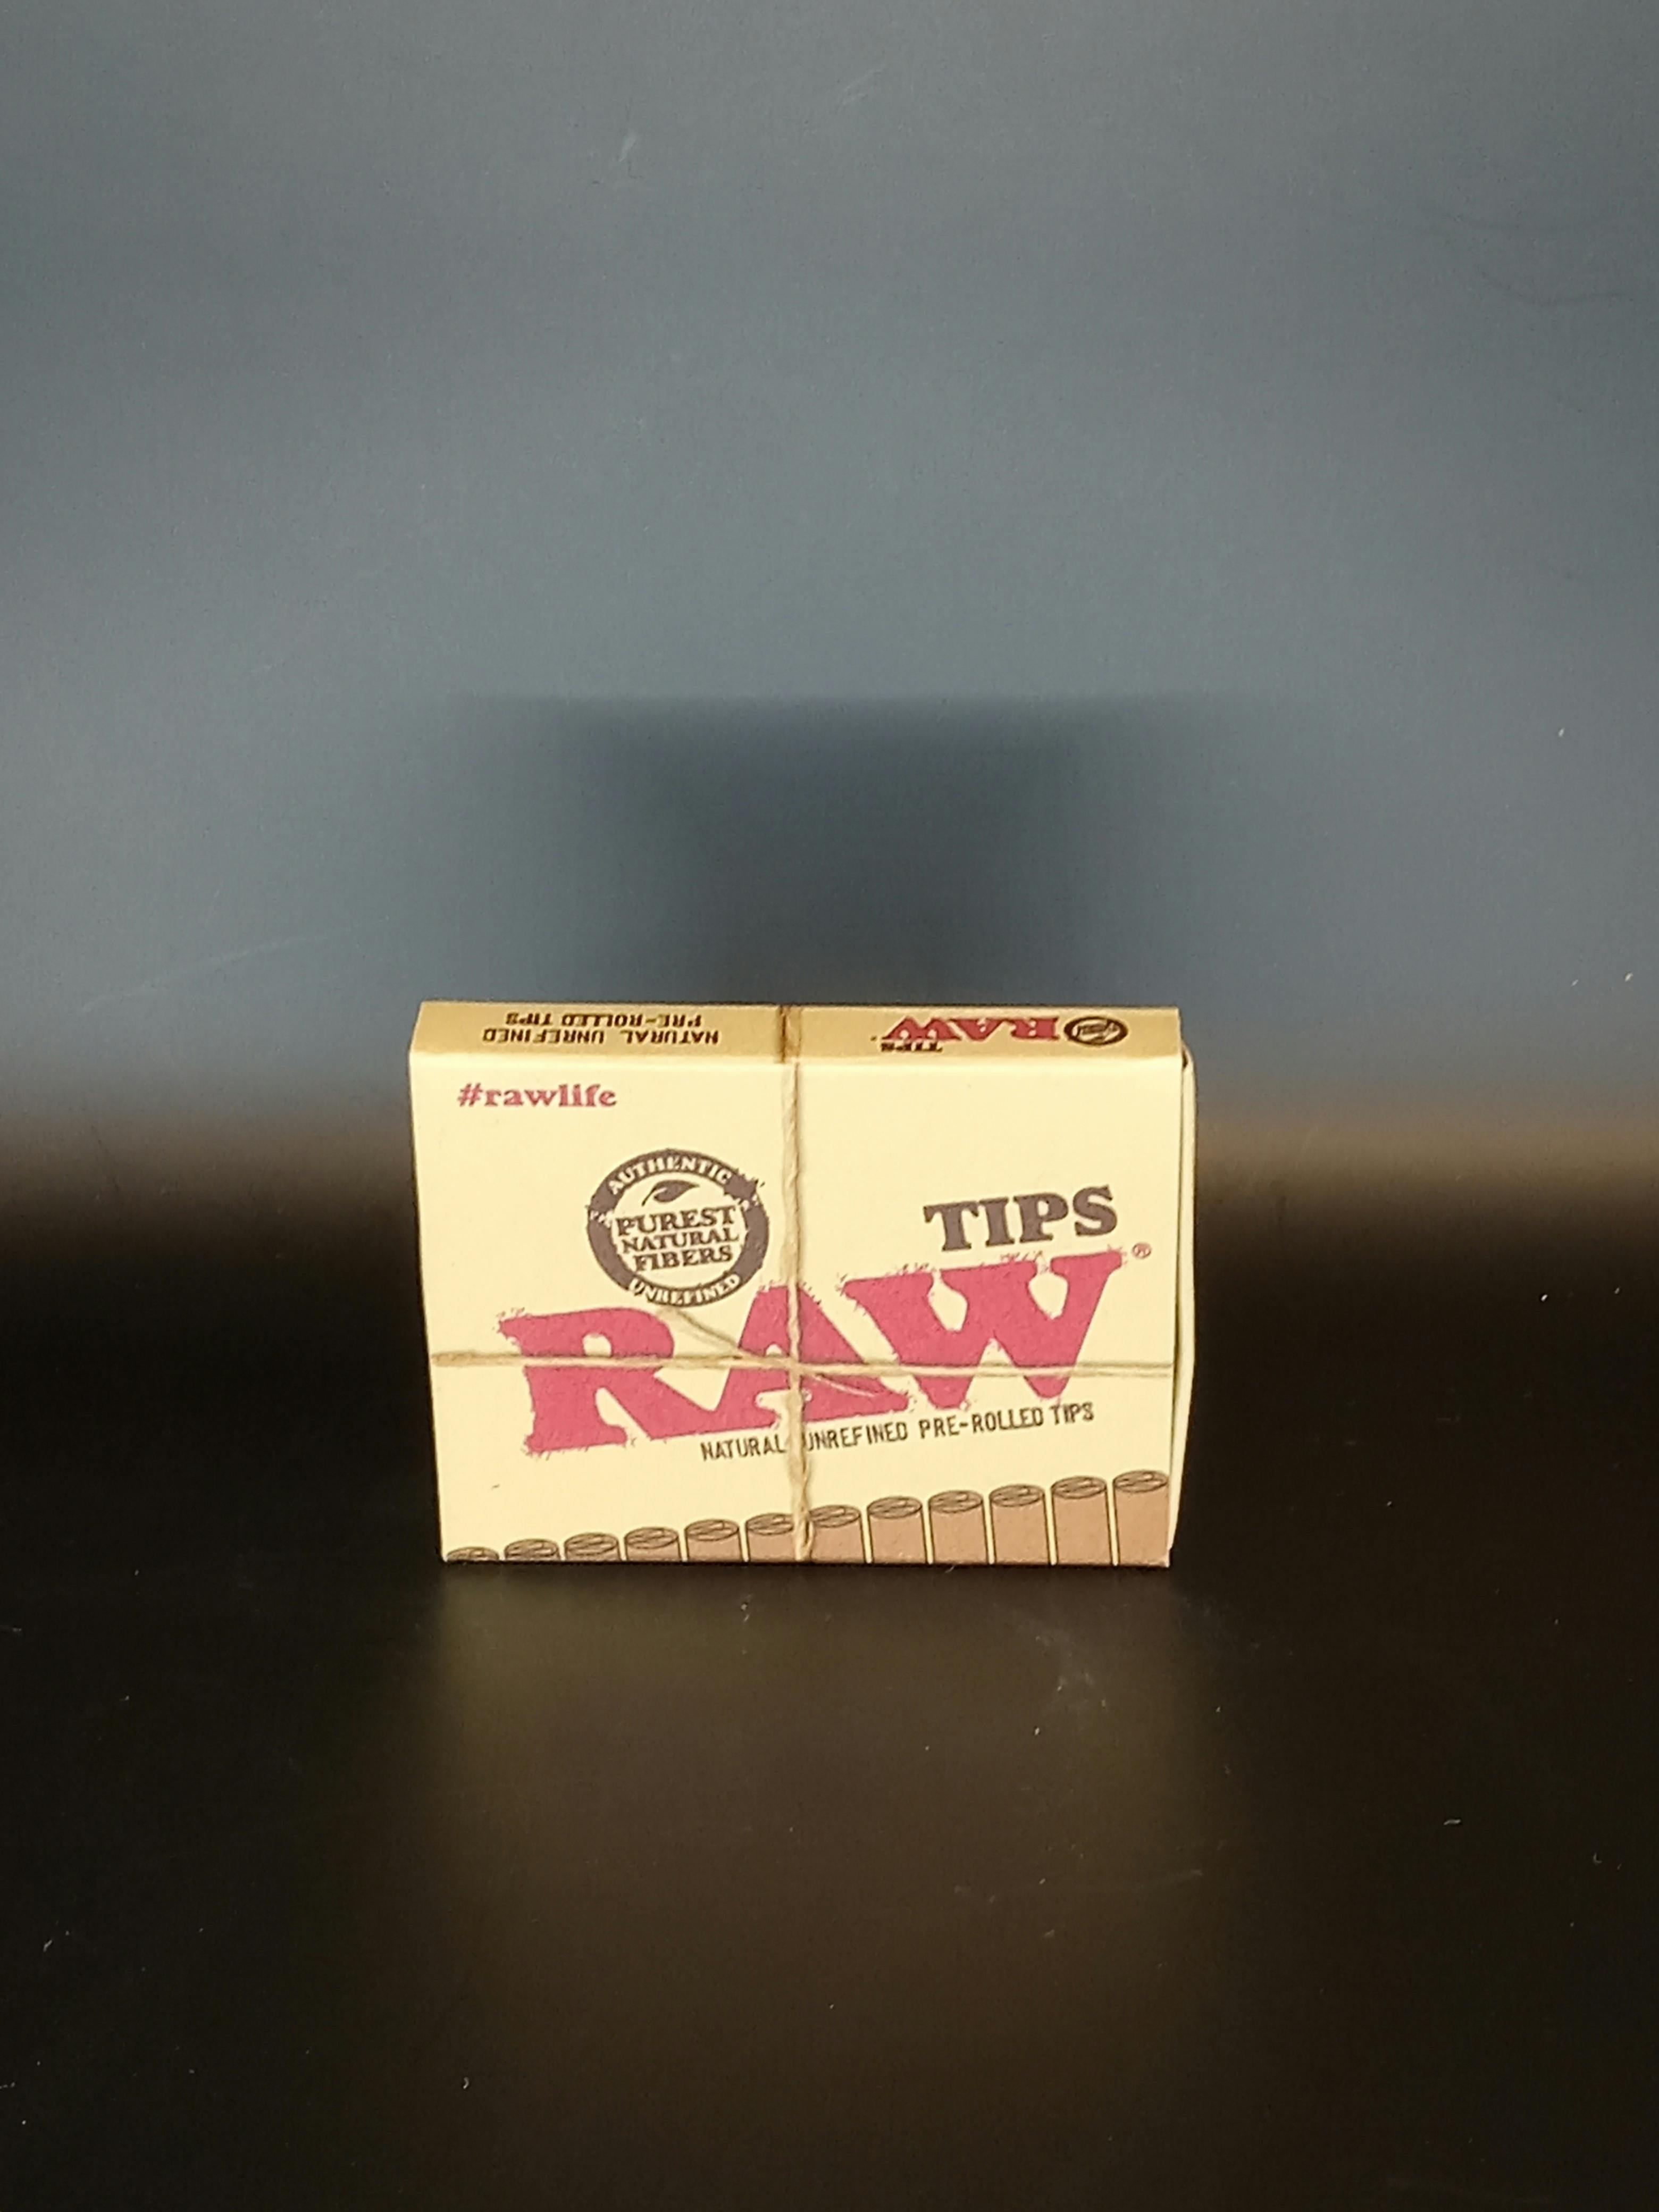 NATURAL UNREFINED
PRE-ROLLED TIPS
RAW
TIPS
#rawlife
AUTHENTIC
PUREST
NATURAL
FIBERS
UNREFINED
TIPS
RAW®
NATURAL UNREFINED PRE-ROLLED TIPS